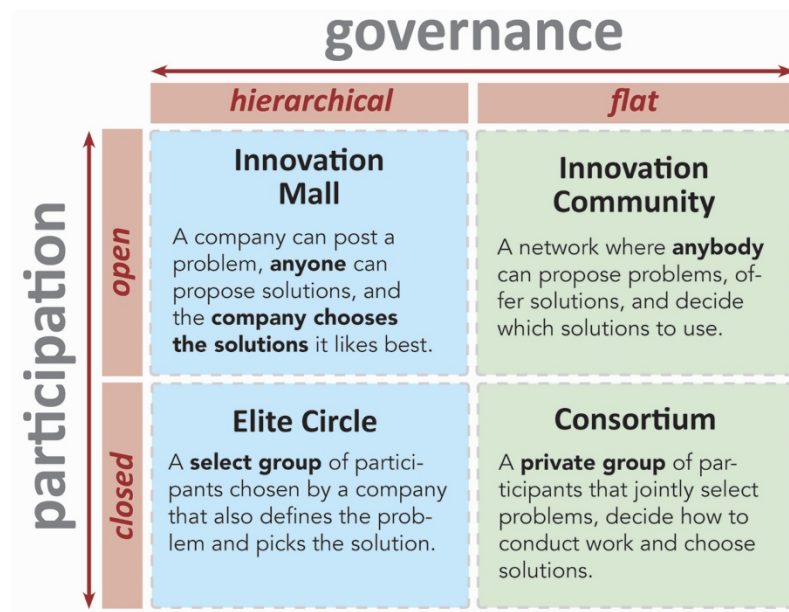 governance
hierarchical
flat
participation
open
closed
Innovation
Mall
A company can post a
problem, anyone can
propose solutions, and
the company chooses
the solutions it likes best.
Innovation
Community
A network where anybody
can propose problems, of-
fer solutions, and decide
which solutions to use.
Elite Circle
A select group of partici-
pants chosen by a company
that also defines the prob-
lem and picks the solution.
Consortium
A private group of par-
ticipants that jointly select
problems, decide how to
conduct work and choose
solutions.